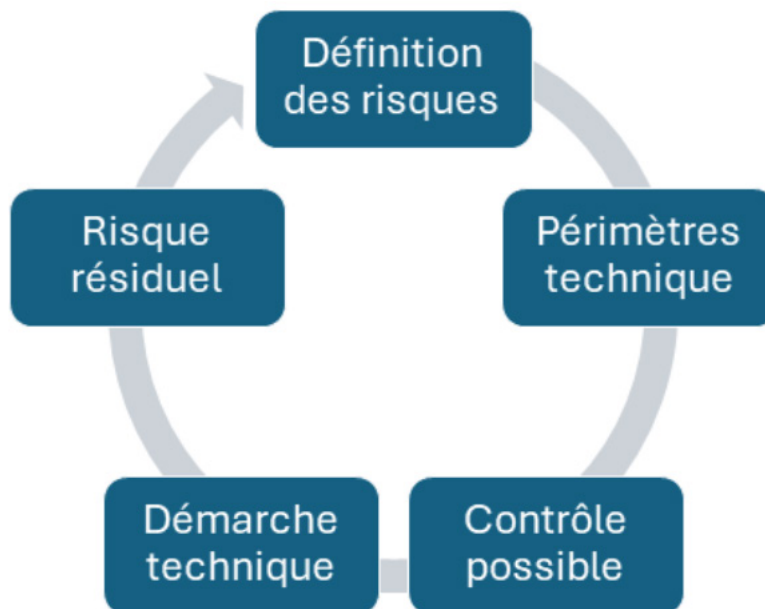 Définition
des risques
Périmètres
technique
Contrôle
possible
Démarche
technique
Risque
résiduel